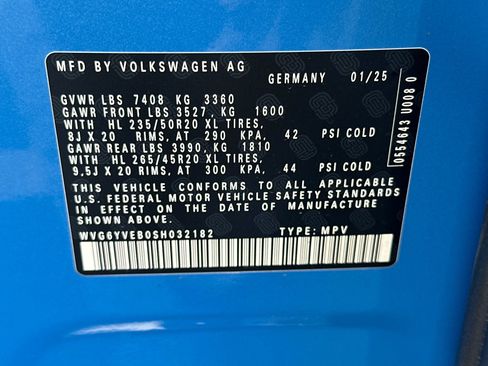 MFD BY VOLKSWAGEN AG
GERMANY 01/25
GVWR LBS 7408 KG 3360
GAWR FRONT LBS 3527, KG 1600
WITH HL 235/50R20 XL TIRES,
8J X 20 RIMS, AT 290 KPA, 42 PSI COLD
GAWR REAR LBS 3990, KG 1810
WITH HL 265/45R20 XL TIRES,
9,5J X 20 RIMS, AT 300 KPA, 44 PSI COLD
THIS VEHICLE CONFORMS TO ALL APPLICABLE
U.S. FEDERAL MOTOR VEHICLE SAFETY STANDARDS
IN EFFECT ON THE DATE OF MANUFACTURE
SHOWN ABOVE.
WVG6YVEB0SH032182 TYPE: MPV
0554643 U008 0